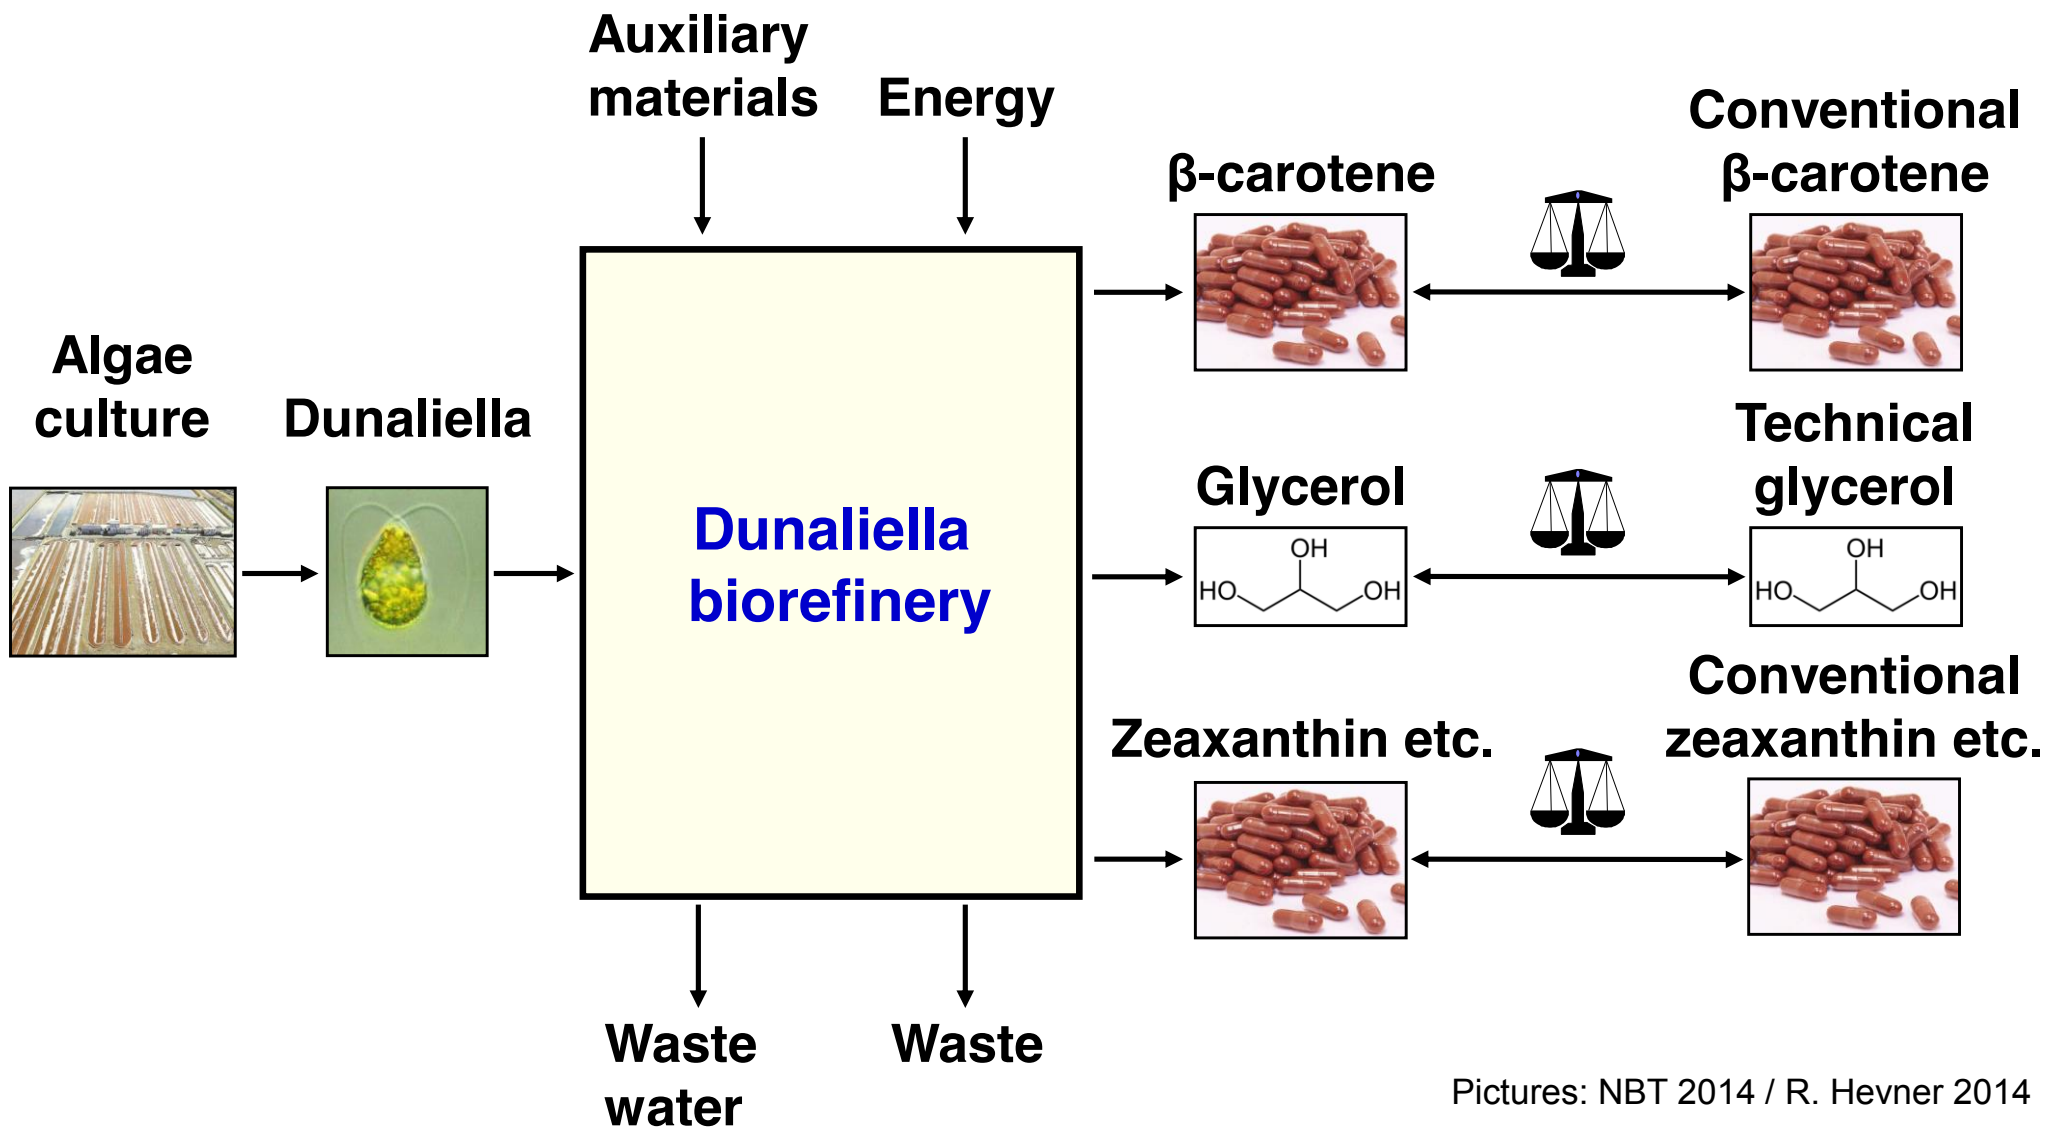 Auxiliary
materials
Energy
Conventional
β-carotene
β-carotene
Algae
culture
Dunaliella
Technical
glycerol
Glycerol
OH
HO
OH
OH
HO
OH
Dunaliella
biorefinery
Conventional
zeaxanthin etc.
Zeaxanthin etc.
Waste
water
Waste
Pictures: NBT 2014 / R. Hevner 2014